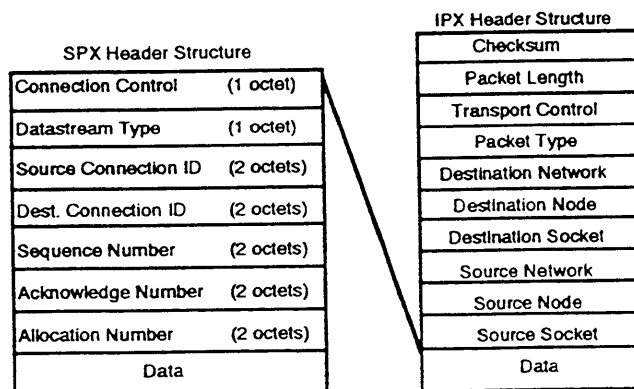 SPX Header Structure
Connection Control (1 octet)
Datastream Type (1 octet)
Source Connection ID (2 octets)
Dest. Connection ID (2 octets)
Sequence Number (2 octets)
Acknowledge Number (2 octets)
Allocation Number (2 octets)
Data
IPX Header Structure
Checksum
Packet Length
Transport Control
Packet Type
Destination Network
Destination Node
Destination Socket
Source Network
Source Node
Source Socket
Data